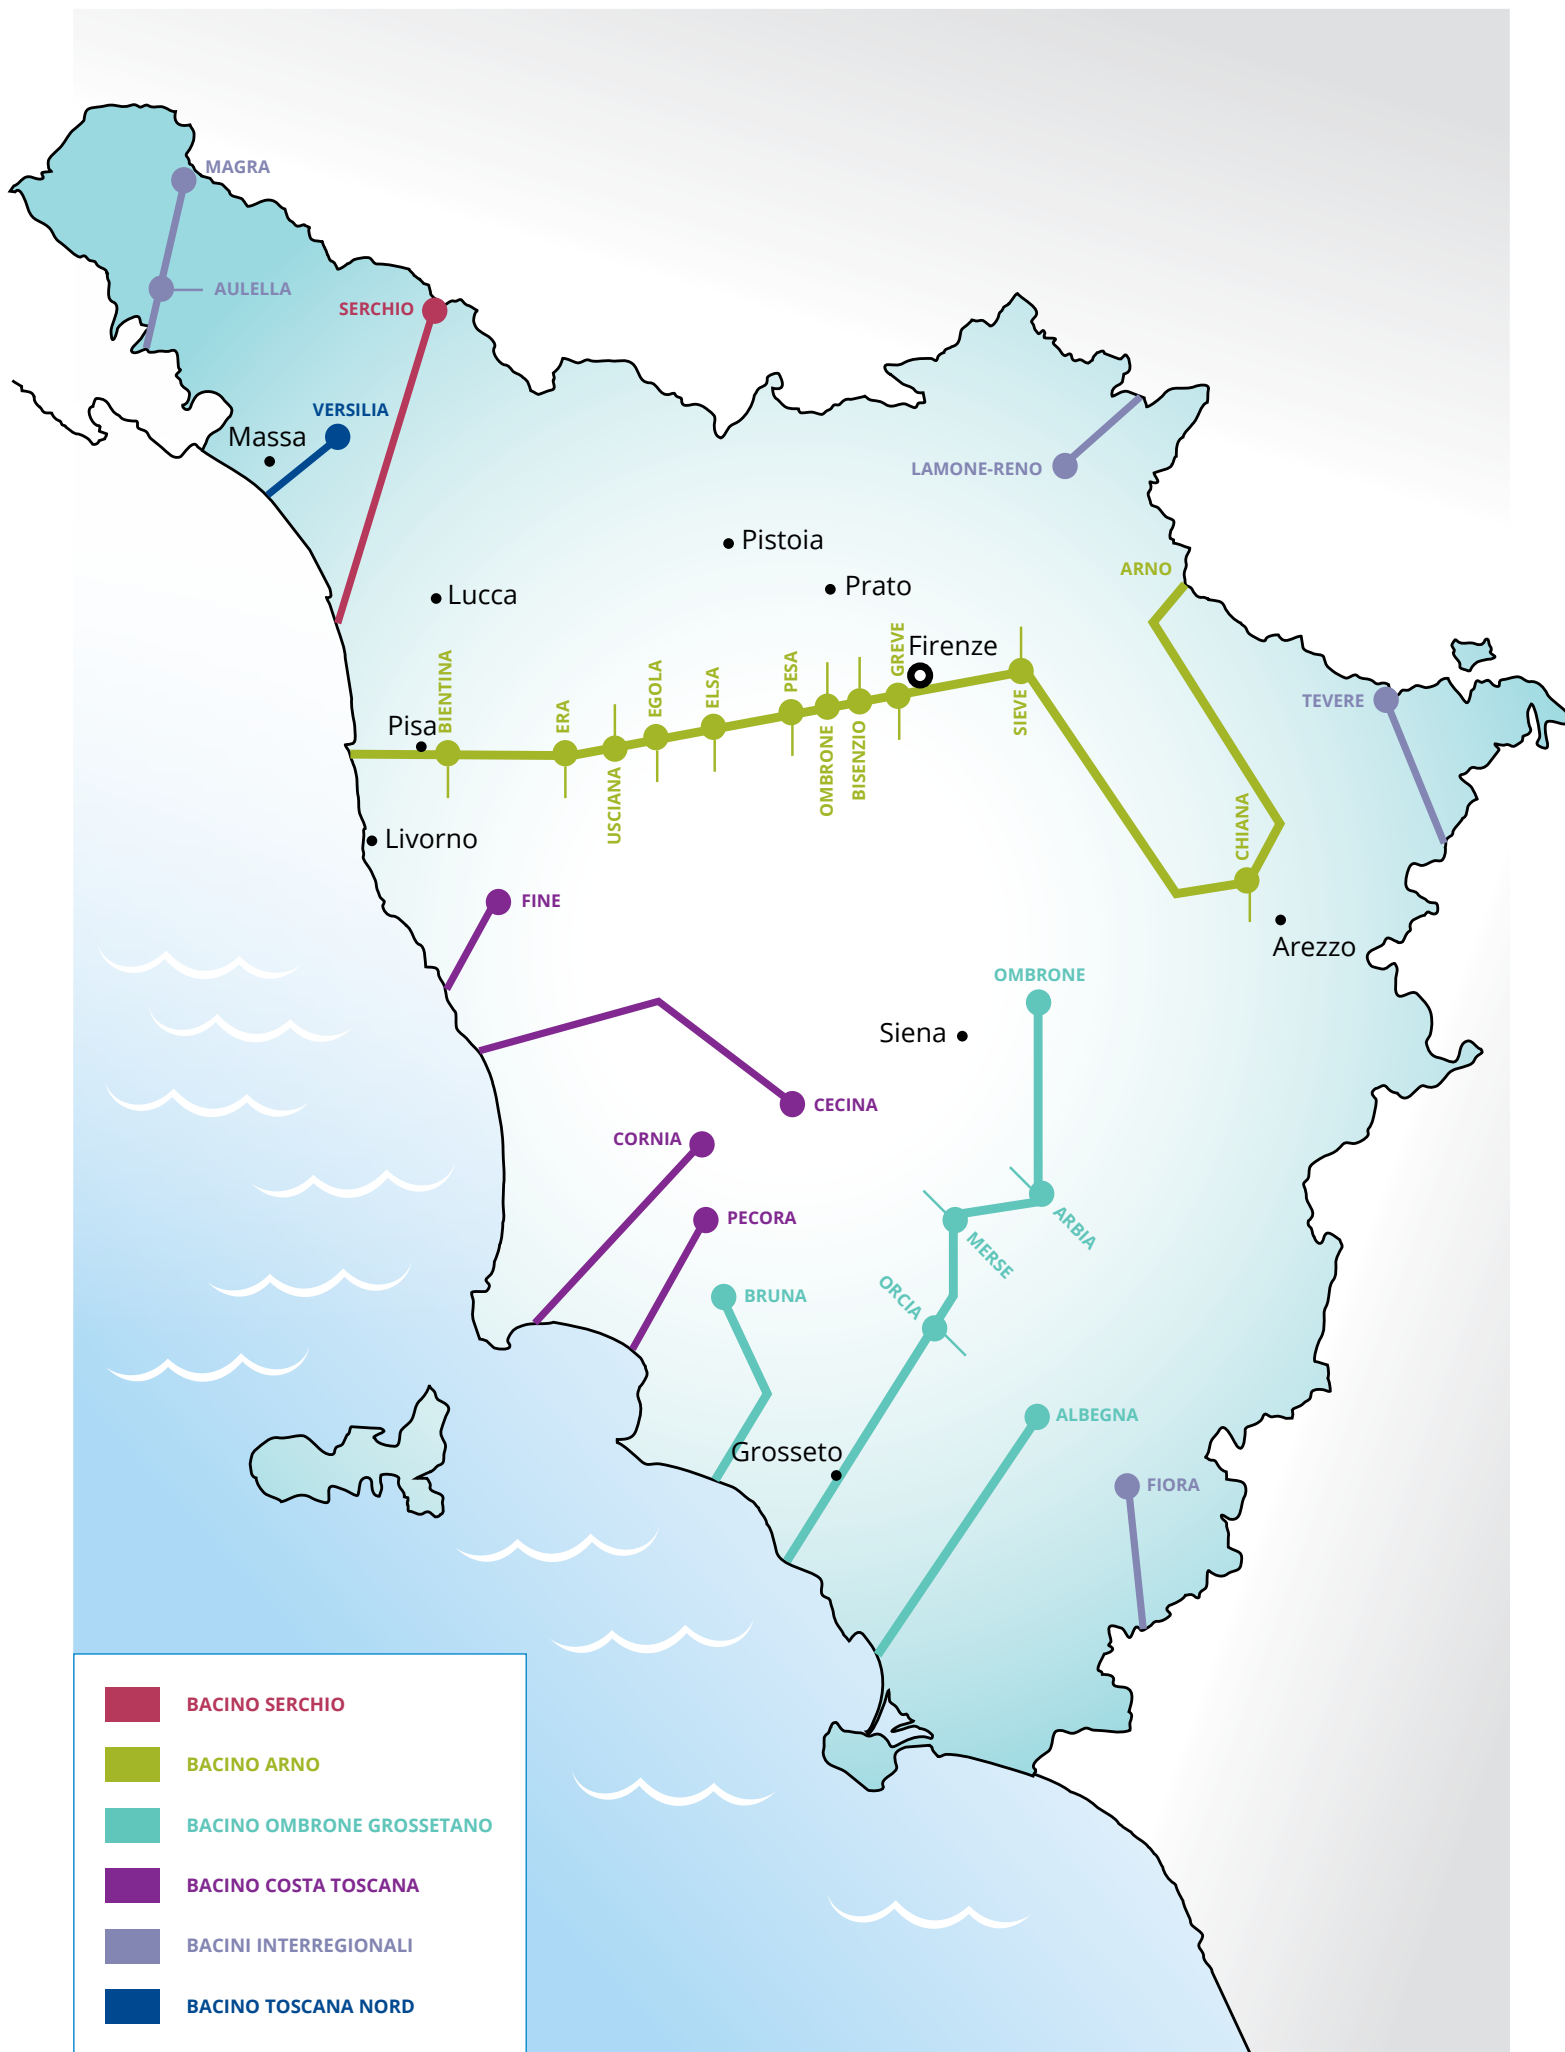 MAGRA
AULELLA
SERCHIO
VERSILIA
Massa
LAMONE-RENO
Pistoia
Prato
Lucca
ARNO
Firenze
GREVE
SIEVE
PESA
OMBRONE
BISENZIO
ELSA
EGOLA
USCIANA
ERA
BIENTINA
Pisa
TEVERE
Livorno
CHIANA
FINE
Arezzo
OMBRONE
Siena
CECINA
CORNIA
PECORA
ARBIA
MERSE
ORCIA
BRUNA
ALBEGNA
Grosseto
FIORA
BACINO SERCHIO
BACINO ARNO
BACINO OMBRONE GROSSETANO
BACINO COSTA TOSCANA
BACINI INTERREGIONALI
BACINO TOSCANA NORD